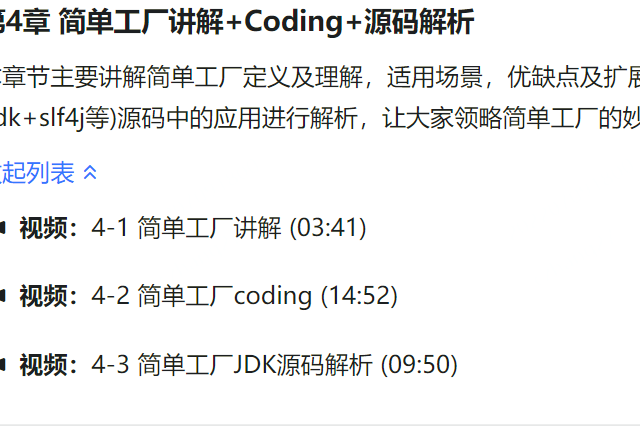 第4章 简单工厂讲解+Coding+源码解析
章节主要讲解简单工厂定义及理解，适用场景，优缺点及扩展
dk+slf4j等)源码中的应用进行解析，让大家领略简单工厂的妙
起列表
视频：4-1 简单工厂讲解 (03:41)
视频：4-2 简单工厂coding (14:52)
视频：4-3 简单工厂JDK源码解析 (09:50)